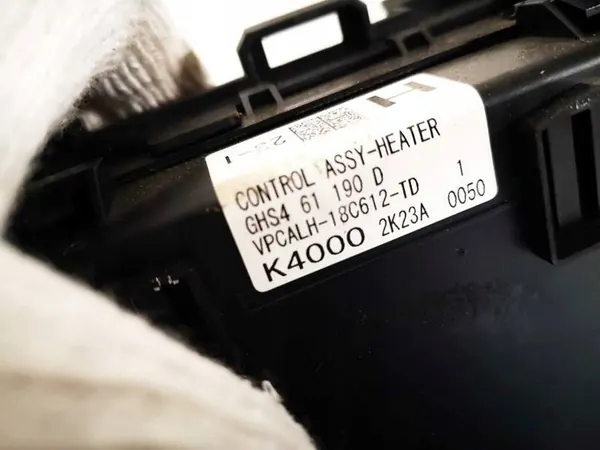 H
CONTROL ASSY-HEATER
GHS4 61 190 D 1
VPCALH-18C612-TD
K4000 2K23A 0050